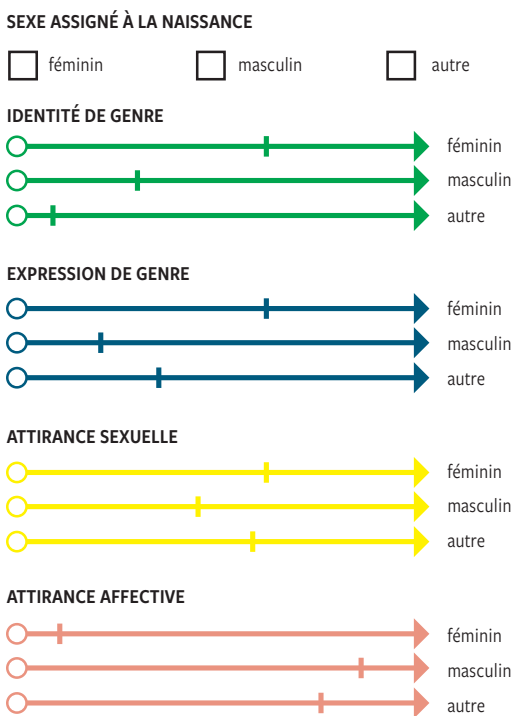 SEXE ASSIGNÉ À LA NAISSANCE
féminin masculin autre
IDENTITÉ DE GENRE
féminin
masculin
autre
EXPRESSION DE GENRE
féminin
masculin
autre
ATTIRANCE SEXUELLE
féminin
masculin
autre
ATTIRANCE AFFECTIVE
féminin
masculin
autre